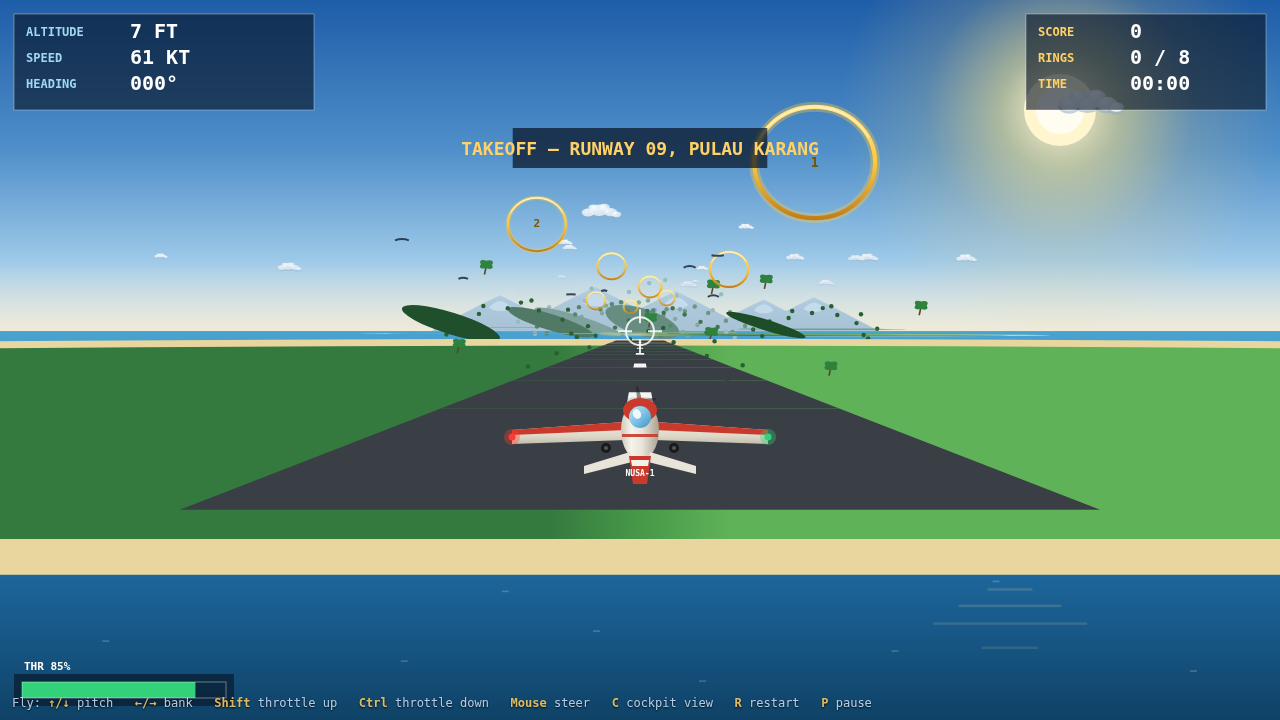 ALTITUDE 7 FT
SPEED 61 KT
HEADING 000°
SCORE 0
RINGS 0 / 8
TIME 00:00
TAKEOFF — RUNWAY 09, PULAU KARANG
1
2
NUSA-1
THR 85%
Fly: ↑/↓ pitch ←/→ bank Shift throttle up Ctrl throttle down Mouse steer C cockpit view R restart P pause